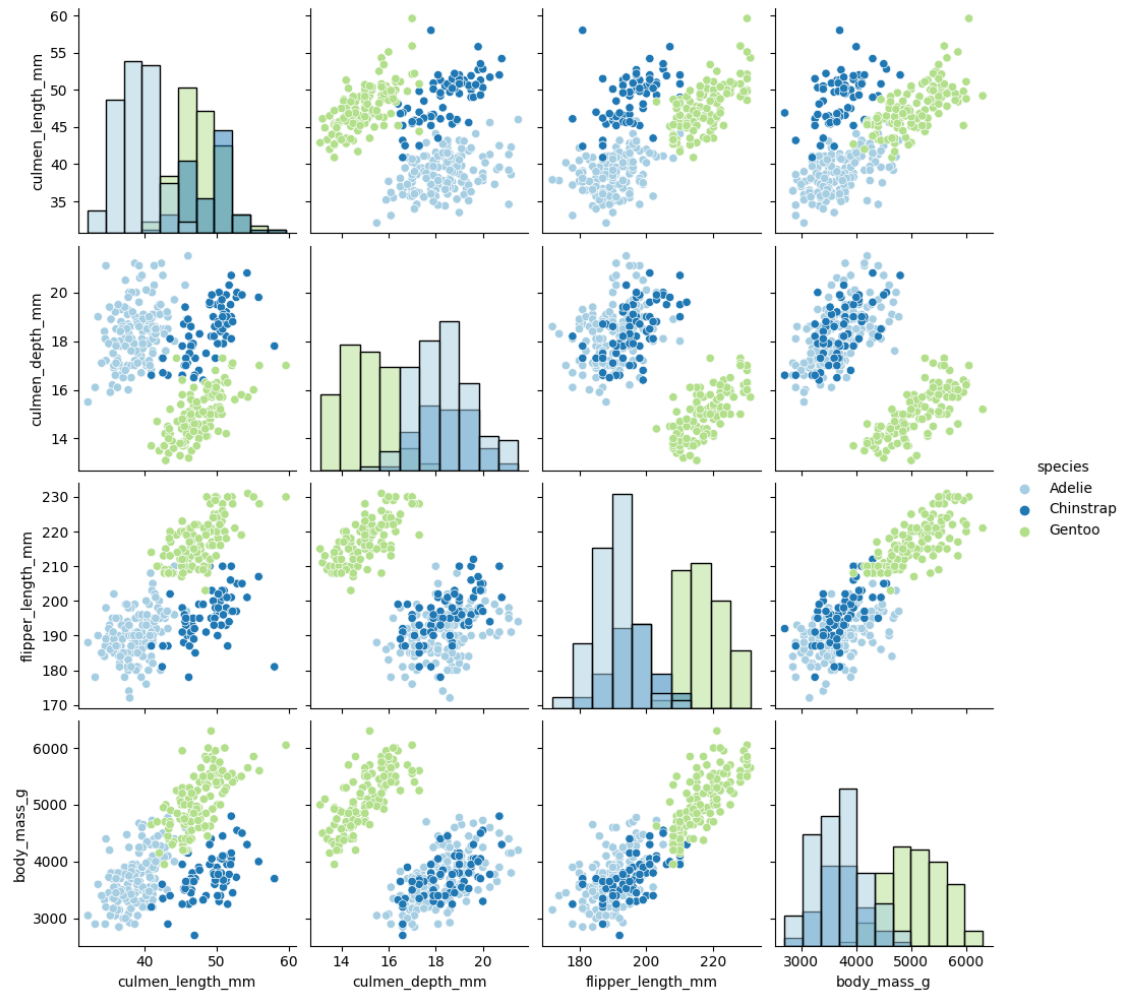 60
55
50
45
40
35
culmen_length_mm
20
18
16
14
culmen_depth_mm
species
Adelie
Chinstrap
Gentoo
230
220
210
200
190
180
170
flipper_length_mm
6000
5000
4000
3000
body_mass_g
40 60 14 16 18 20 180 200 220 3000 4000 5000 6000
culmen_length_mm culmen_depth_mm flipper_length_mm body_mass_g